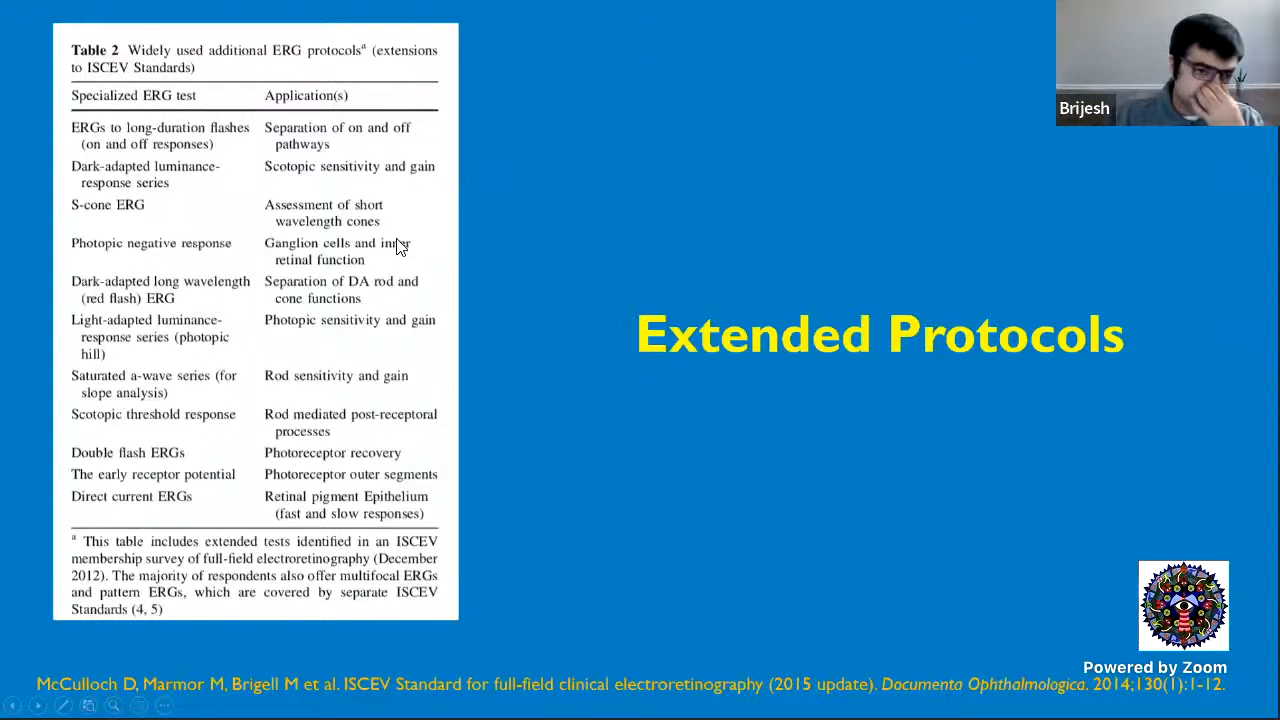 Table 2 Widely used additional ERG protocolsa (extensions
to ISCEV Standards)
Specialized ERG test Application(s)
ERGs to long-duration flashes Separation of on and off
(on and off responses) pathways
Dark-adapted luminance- Scotopic sensitivity and gain
response series
S-cone ERG Assessment of short
wavelength cones
Photopic negative response Ganglion cells and inner
retinal function
Dark-adapted long wavelength Separation of DA rod and
(red flash) ERG cone functions
Light-adapted luminance- Photopic sensitivity and gain
response series (photopic
hill)
Saturated a-wave series (for Rod sensitivity and gain
slope analysis)
Scotopic threshold response Rod mediated post-receptoral
processes
Double flash ERGs Photoreceptor recovery
The early receptor potential Photoreceptor outer segments
Direct current ERGs Retinal pigment Epithelium
(fast and slow responses)
a This table includes extended tests identified in an ISCEV
membership survey of full-field electroretinography (December
2012). The majority of respondents also offer multifocal ERGs
and pattern ERGs, which are covered by separate ISCEV
Standards (4, 5)
Brijesh
Extended Protocols
Powered by Zoom
McCulloch D, Marmor M, Brigell M et al. ISCEV Standard for full-field clinical electroretinography (2015 update). Documenta Ophthalmologica. 2014;130(1):1-12.